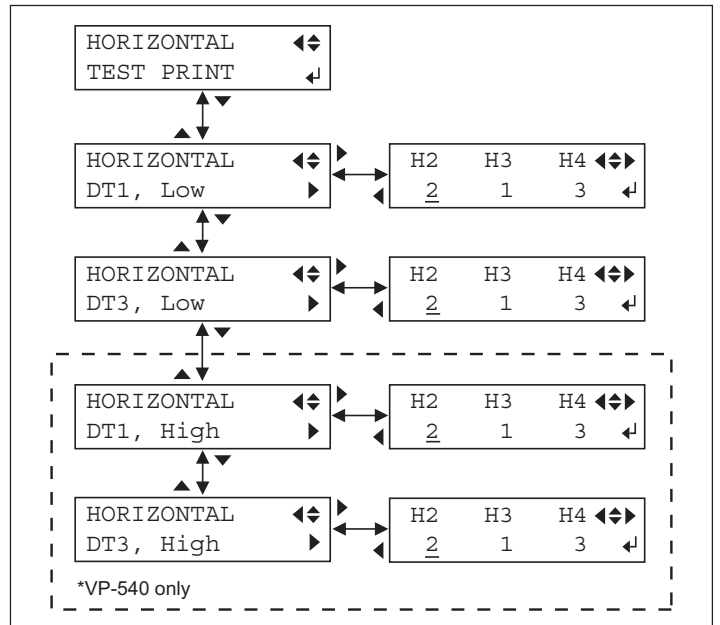 HORIZONTAL ◀◆
TEST PRINT ↵
HORIZONTAL ◀◆
DT1, Low ▶
H2 H3 H4 ◀◆▶
2 1 3 ↵
HORIZONTAL ◀◆
DT3, Low ▶
H2 H3 H4 ◀◆▶
2 1 3 ↵
HORIZONTAL ◀◆
DT1, High ▶
H2 H3 H4 ◀◆▶
2 1 3 ↵
HORIZONTAL ◀◆
DT3, High ▶
H2 H3 H4 ◀◆▶
2 1 3 ↵
*VP-540 only